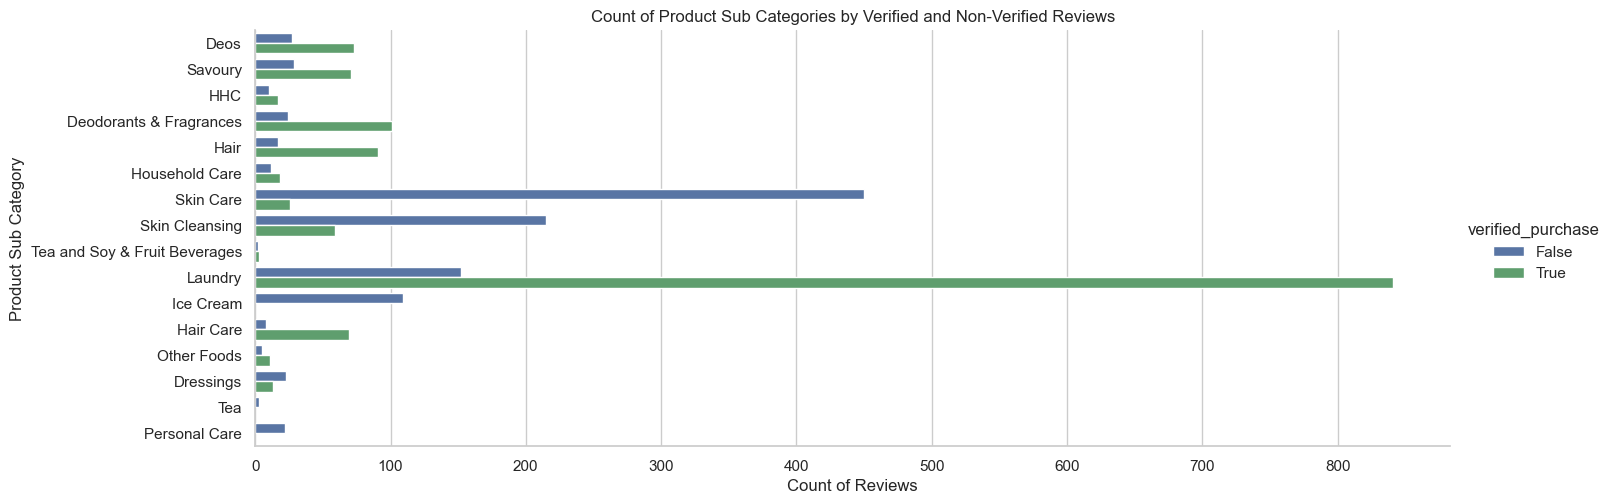 Count of Product Sub Categories by Verified and Non-Verified Reviews
Product Sub Category
Deos
Savoury
HHC
Deodorants & Fragrances
Hair
Household Care
Skin Care
Skin Cleansing
Tea and Soy & Fruit Beverages
Laundry
Ice Cream
Hair Care
Other Foods
Dressings
Tea
Personal Care
0 100 200 300 400 500 600 700 800
Count of Reviews
verified_purchase
False
True